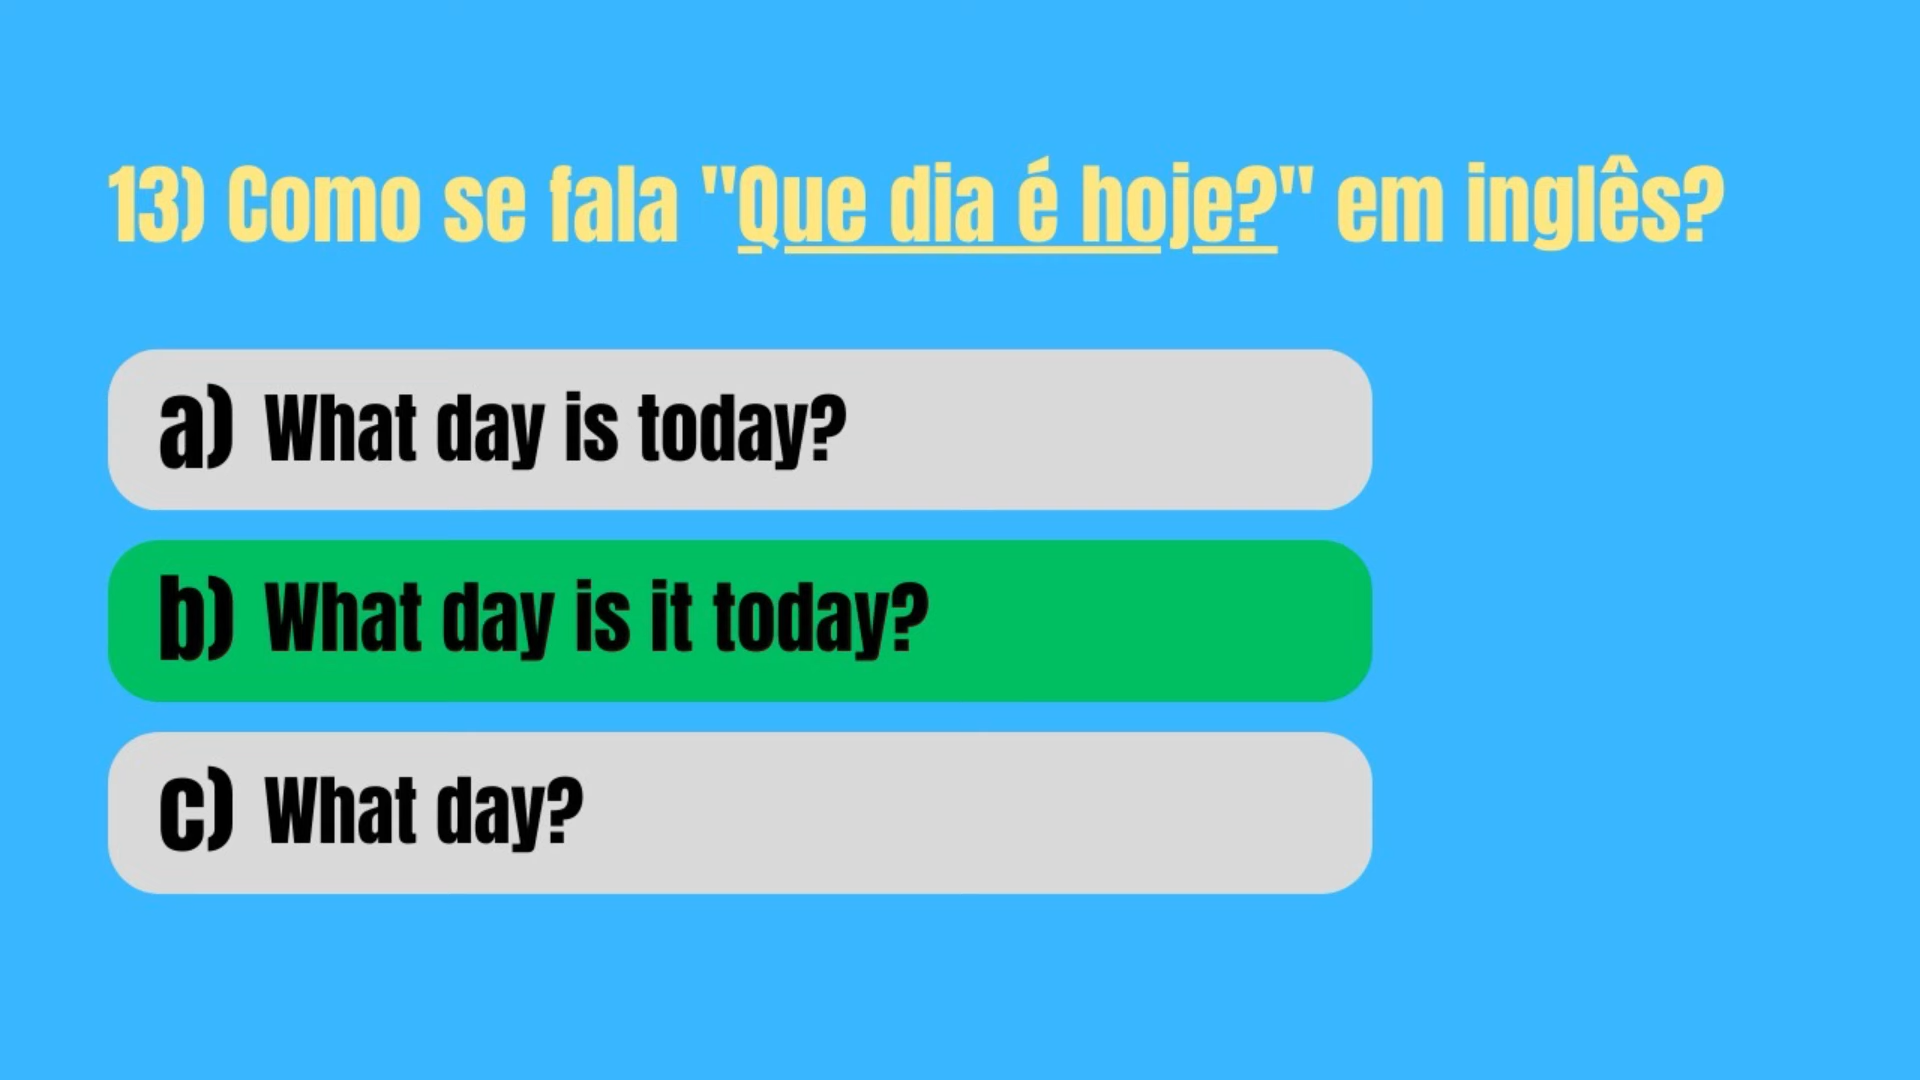 13) Como se fala "Que dia é hoje?" em inglês?
a) What day is today?
b) What day is it today?
c) What day?